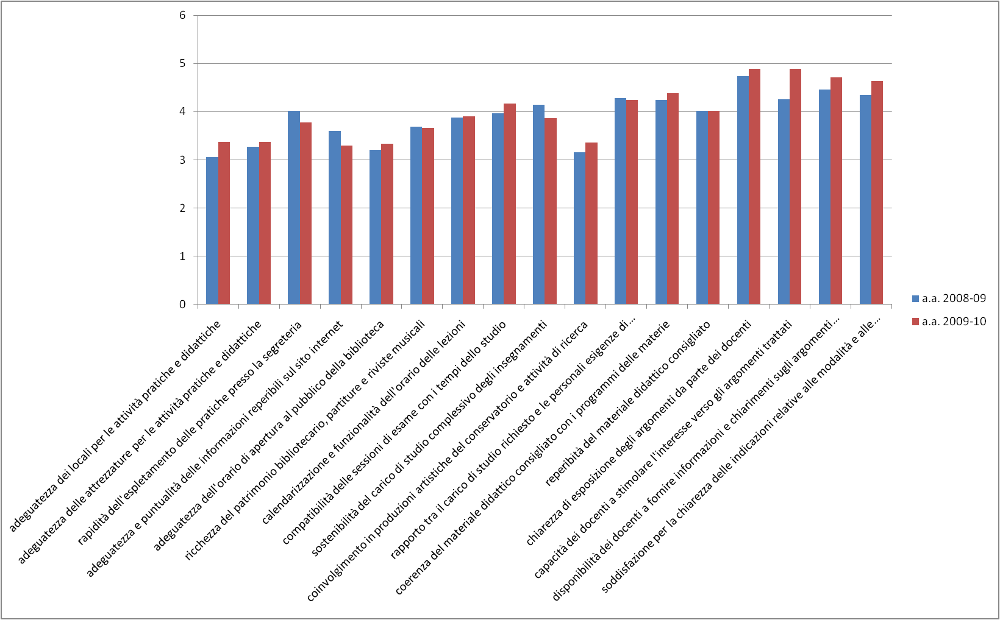 6
5
4
3
2
1
0
adeguatezza dei locali per le attività pratiche e didattiche
adeguatezza delle attrezzature per le attività pratiche e didattiche
rapidità dell'espletamento delle pratiche presso la segreteria
adeguatezza e puntualità delle informazioni reperibili sul sito internet
adeguatezza dell'orario di apertura al pubblico della biblioteca
ricchezza del patrimonio bibliotecario, partiture e riviste musicali
calendarizzazione e funzionalità dell'orario delle lezioni
compatibilità delle sessioni di esame con i tempi dello studio
sostenibilità del carico di studio complessivo degli insegnamenti
coinvolgimento in produzioni artistiche del conservatorio e attività di ricerca
rapporto tra il carico di studio richiesto e le personali esigenze di...
coerenza del materiale didattico consigliato con i programmi delle materie
reperibità del materiale didattico consigliato
chiarezza di esposizione degli argomenti da parte dei docenti
capacità dei docenti a stimolare l'interesse verso gli argomenti trattati
disponibilità dei docenti a fornire informazioni e chiarimenti sugli argomenti...
soddisfazione per la chiarezza delle indicazioni relative alle modalità e alle...
a.a. 2008-09
a.a. 2009-10